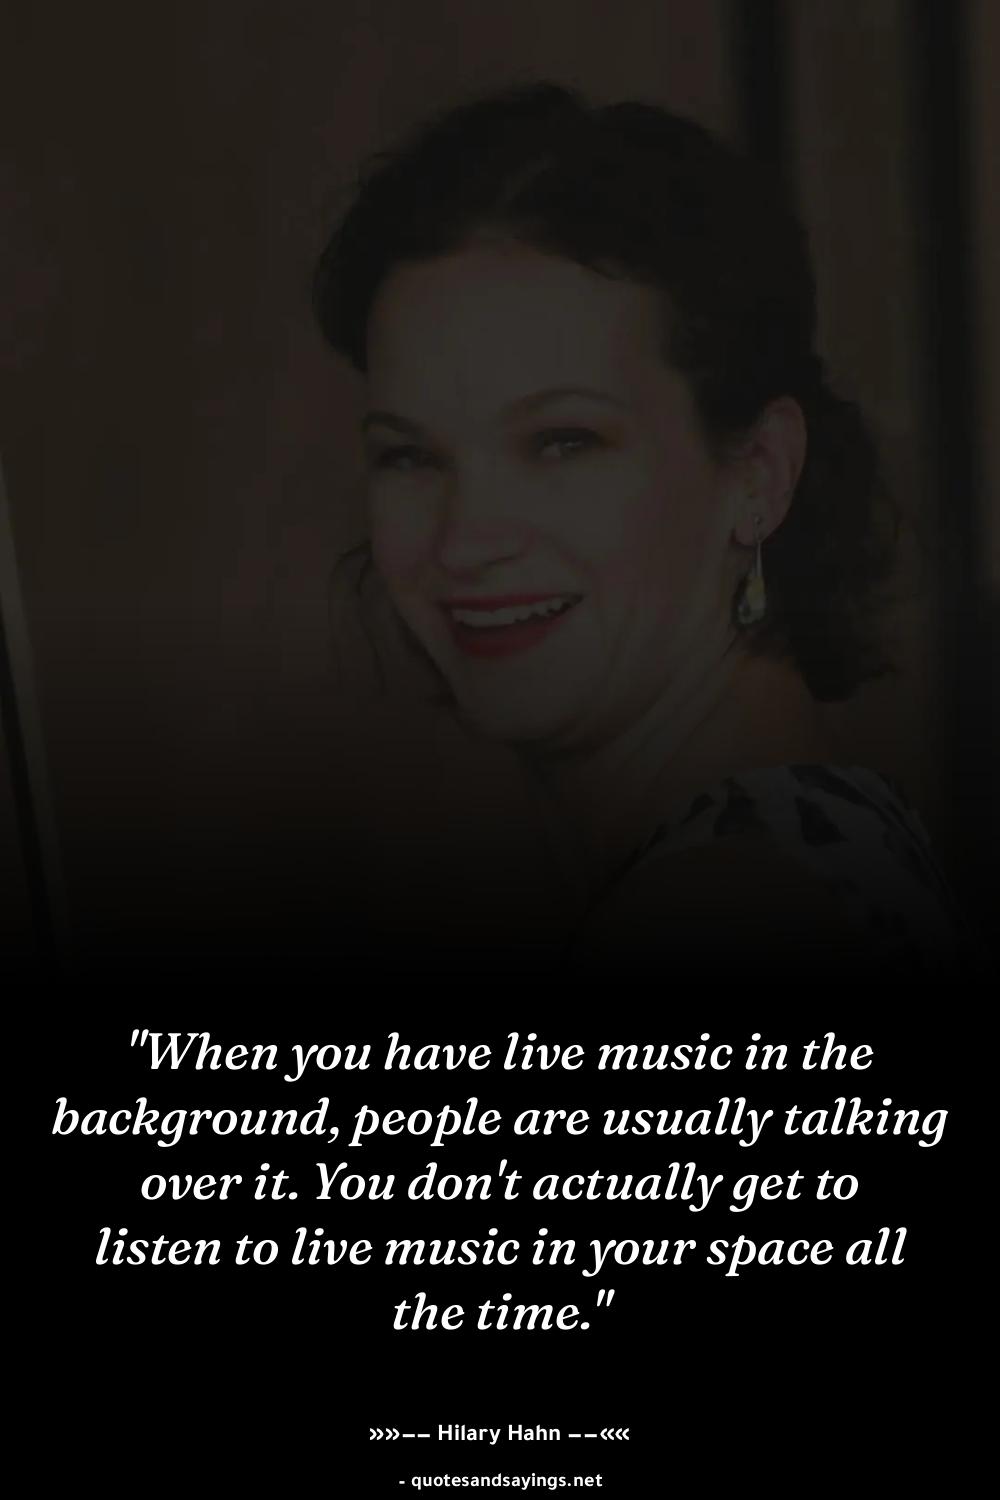 "When you have live music in the
background, people are usually talking
over it. You don't actually get to
listen to live music in your space all
the time."
»»-- Hilary Hahn --««
- quotesandsayings.net